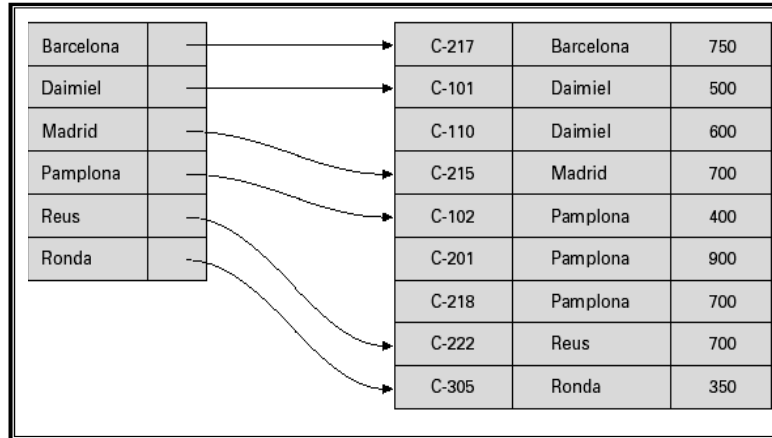 Barcelona
Daimiel
Madrid
Pamplona
Reus
Ronda
C-217 Barcelona 750
C-101 Daimiel 500
C-110 Daimiel 600
C-215 Madrid 700
C-102 Pamplona 400
C-201 Pamplona 900
C-218 Pamplona 700
C-222 Reus 700
C-305 Ronda 350